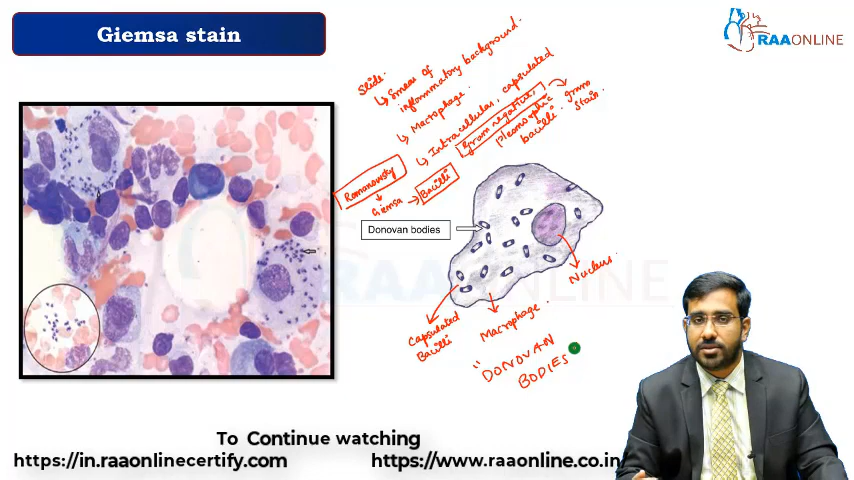 Giemsa stain
RAAONLINE
Slide.
↳ Smear of
inflammatory background.
↳ Macrophage.
↳ Intracellular, capsulated
Gram negative,
pleomorphic
bacilli.
gram
stain.
Romanowsky
↓
Giemsa → Bacilli
Donovan bodies
Nucleus.
Capsulated
Bacilli
Macrophage.
" DONOVAN
BODIES
RAAONLINE
To Continue watching
https://in.raaonlinecertify.com
https://www.raaonline.co.in